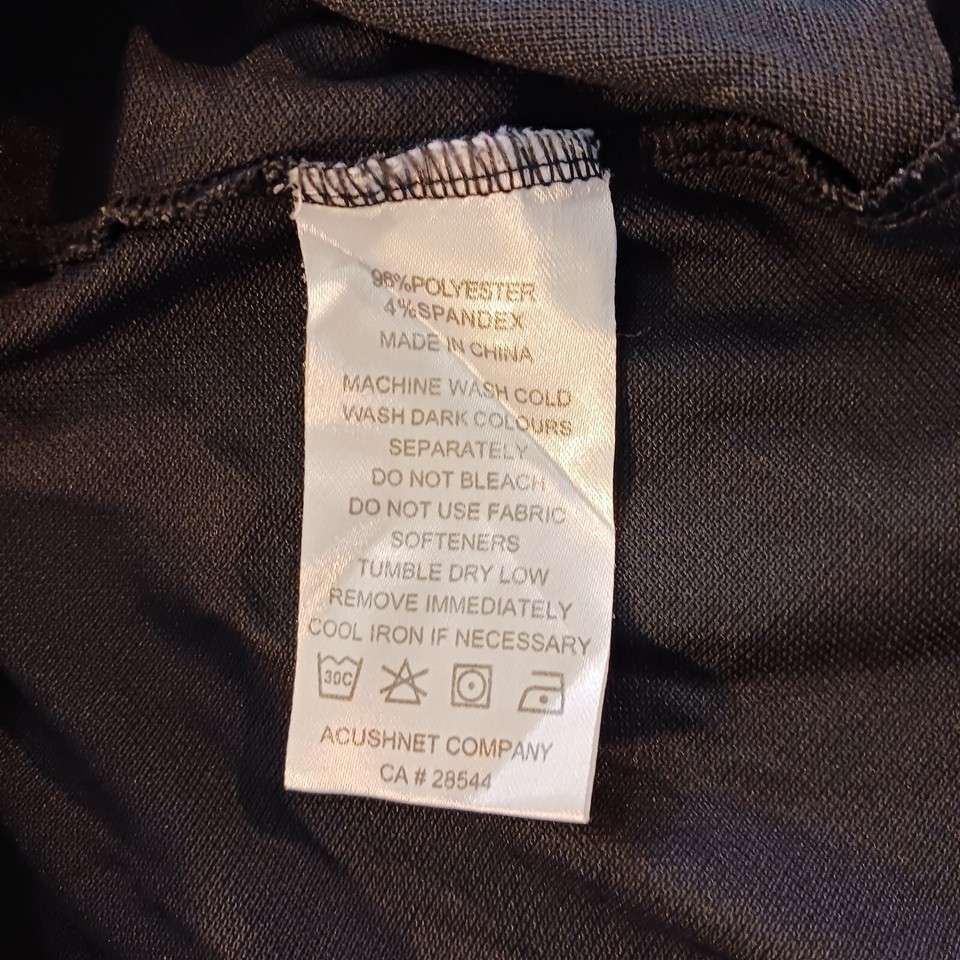 96%POLYESTER
4%SPANDEX
MADE IN CHINA
MACHINE WASH COLD
WASH DARK COLOURS
SEPARATELY
DO NOT BLEACH
DO NOT USE FABRIC
SOFTENERS
TUMBLE DRY LOW
REMOVE IMMEDIATELY
COOL IRON IF NECESSARY
30C
ACUSHNET COMPANY
CA # 28544